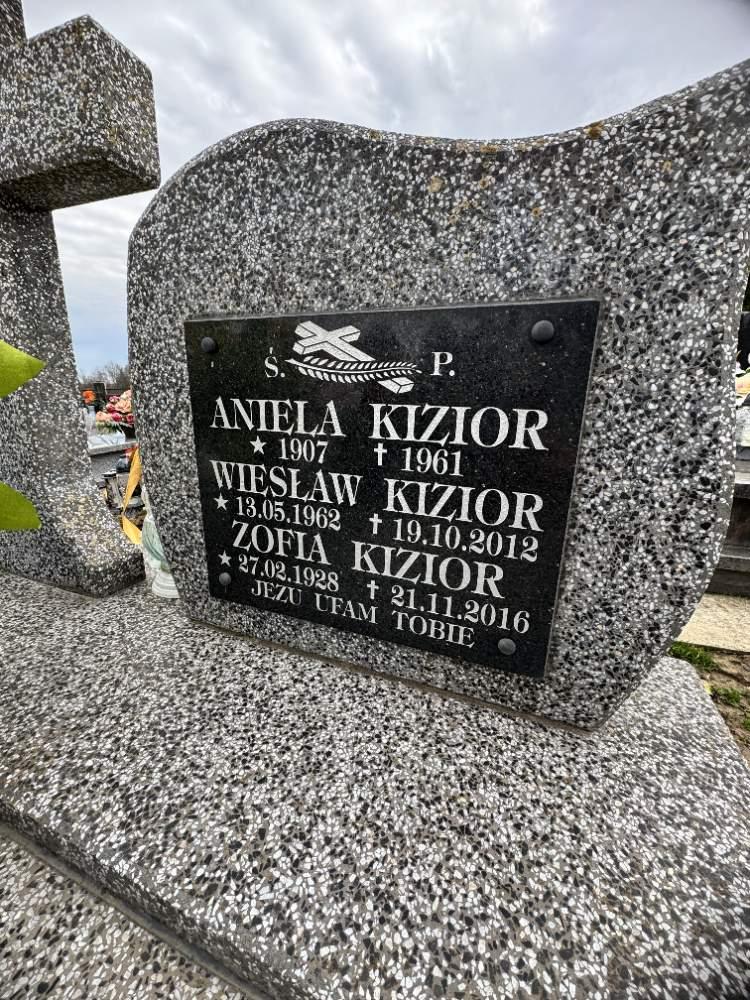 Ś. P.
ANIELA KIZIOR
★ 1907 † 1961
WIESŁAW KIZIOR
★ 13.05.1962 † 19.10.2012
ZOFIA KIZIOR
★ 27.02.1928 † 21.11.2016
JEZU UFAM TOBIE